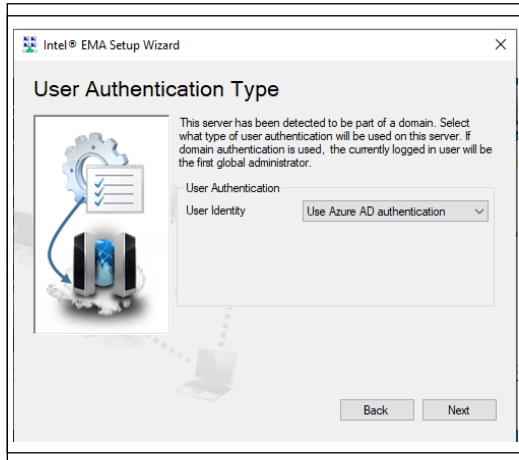 Intel® EMA Setup Wizard
User Authentication Type
This server has been detected to be part of a domain. Select
what type of user authentication will be used on this server. If
domain authentication is used, the currently logged in user will be
the first global administrator.
User Authentication
User Identity Use Azure AD authentication
Back Next